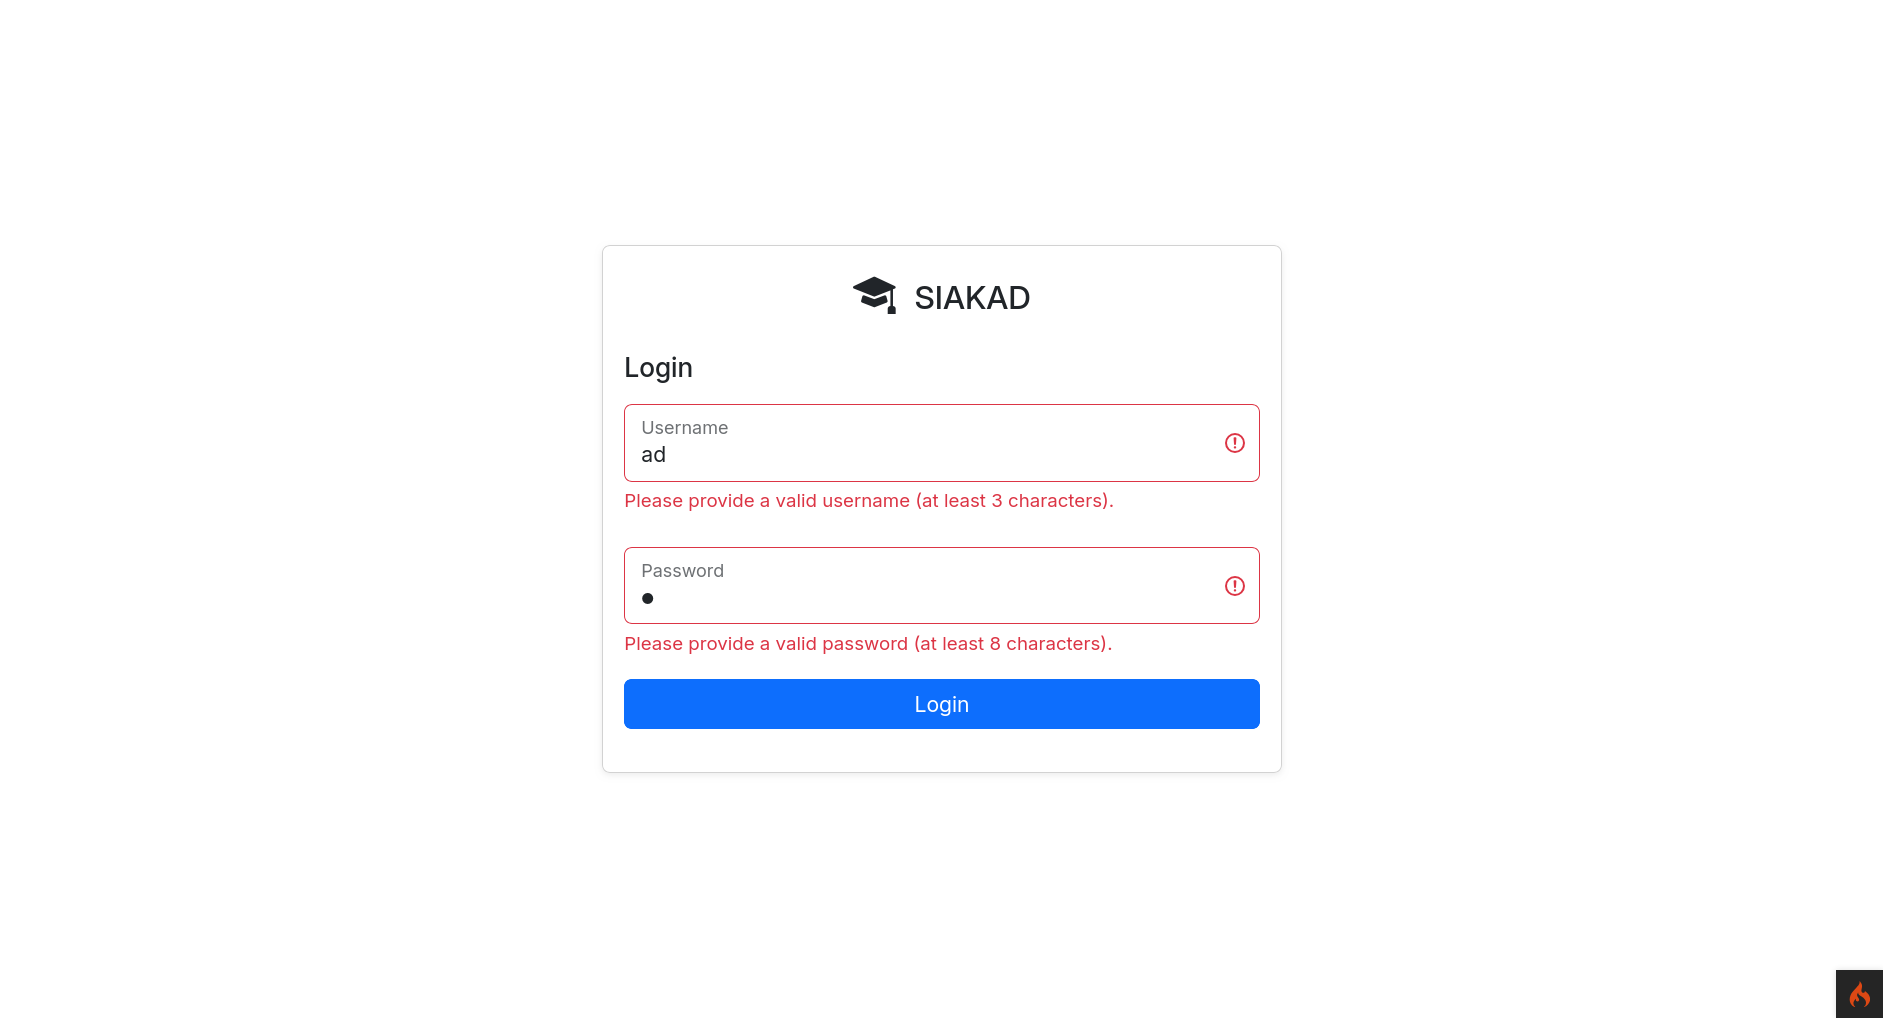 SIAKAD
Login
Username
ad
Please provide a valid username (at least 3 characters).
Password
●
Please provide a valid password (at least 8 characters).
Login